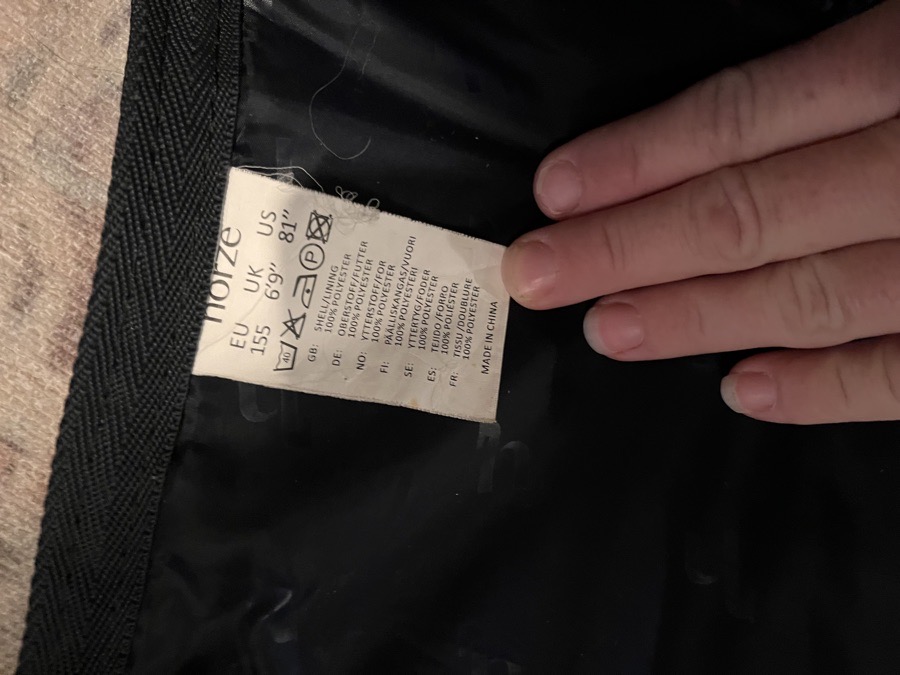 horze
EU UK US
155 6'9" 81"
40 P
GB: SHELL/LINING
100% POLYESTER
DE: OBERSTOFF/FUTTER
100% POLYESTER
NO: YTTERSTOFF/FOR
100% POLYESTER
FI: PÄÄLLISKANGAS/VUORI
100% POLYESTERI
SE: YTTERTYG/FODER
100% POLYESTER
ES: TEJIDO/FORRO
100% POLIÉSTER
FR: TISSU/DOUBLURE
100% POLYESTER
MADE IN CHINA